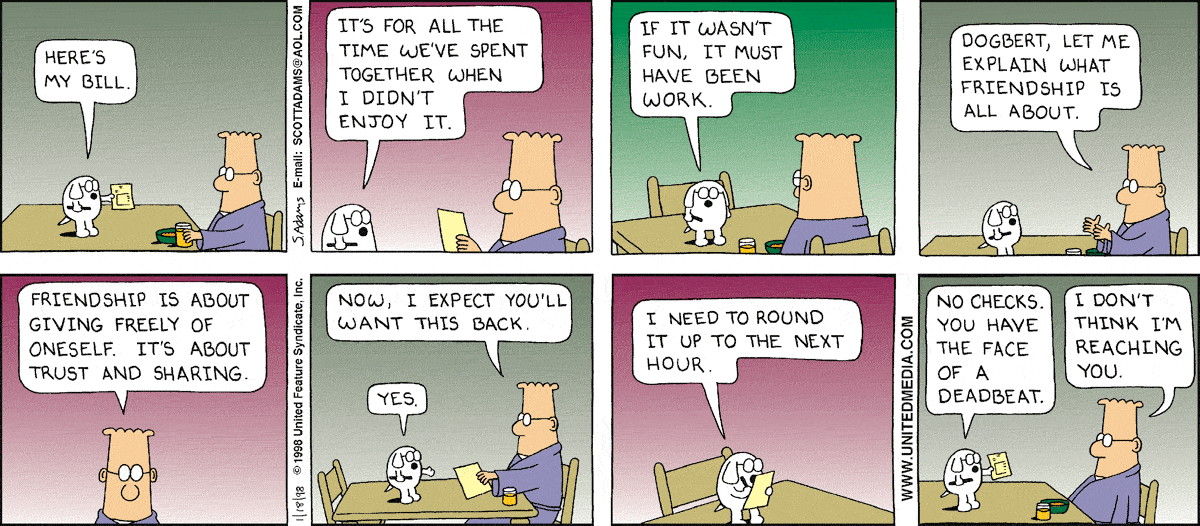 HERE'S
MY BILL.
S.Adams E-mail: SCOTTADAMS@AOL.COM
IT'S FOR ALL THE
TIME WE'VE SPENT
TOGETHER WHEN
I DIDN'T
ENJOY IT.
IF IT WASN'T
FUN, IT MUST
HAVE BEEN
WORK.
DOGBERT, LET ME
EXPLAIN WHAT
FRIENDSHIP IS
ALL ABOUT.
FRIENDSHIP IS ABOUT
GIVING FREELY OF
ONESELF. IT'S ABOUT
TRUST AND SHARING.
1/18/98 © 1998 United Feature Syndicate, Inc.
NOW, I EXPECT YOU'LL
WANT THIS BACK.
YES.
I NEED TO ROUND
IT UP TO THE NEXT
HOUR.
WWW.UNITEDMEDIA.COM
NO CHECKS.
YOU HAVE
THE FACE
OF A
DEADBEAT.
I DON'T
THINK I'M
REACHING
YOU.